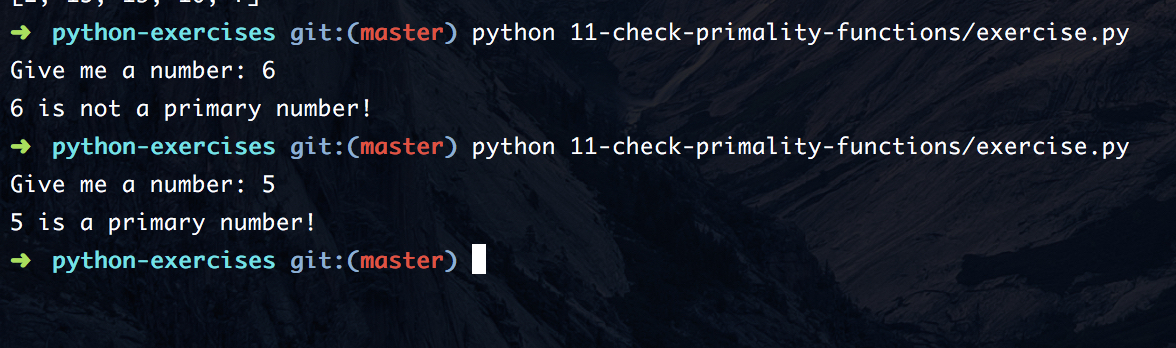 ➜ python-exercises git:(master) python 11-check-primality-functions/exercise.py
Give me a number: 6
6 is not a primary number!
➜ python-exercises git:(master) python 11-check-primality-functions/exercise.py
Give me a number: 5
5 is a primary number!
➜ python-exercises git:(master)